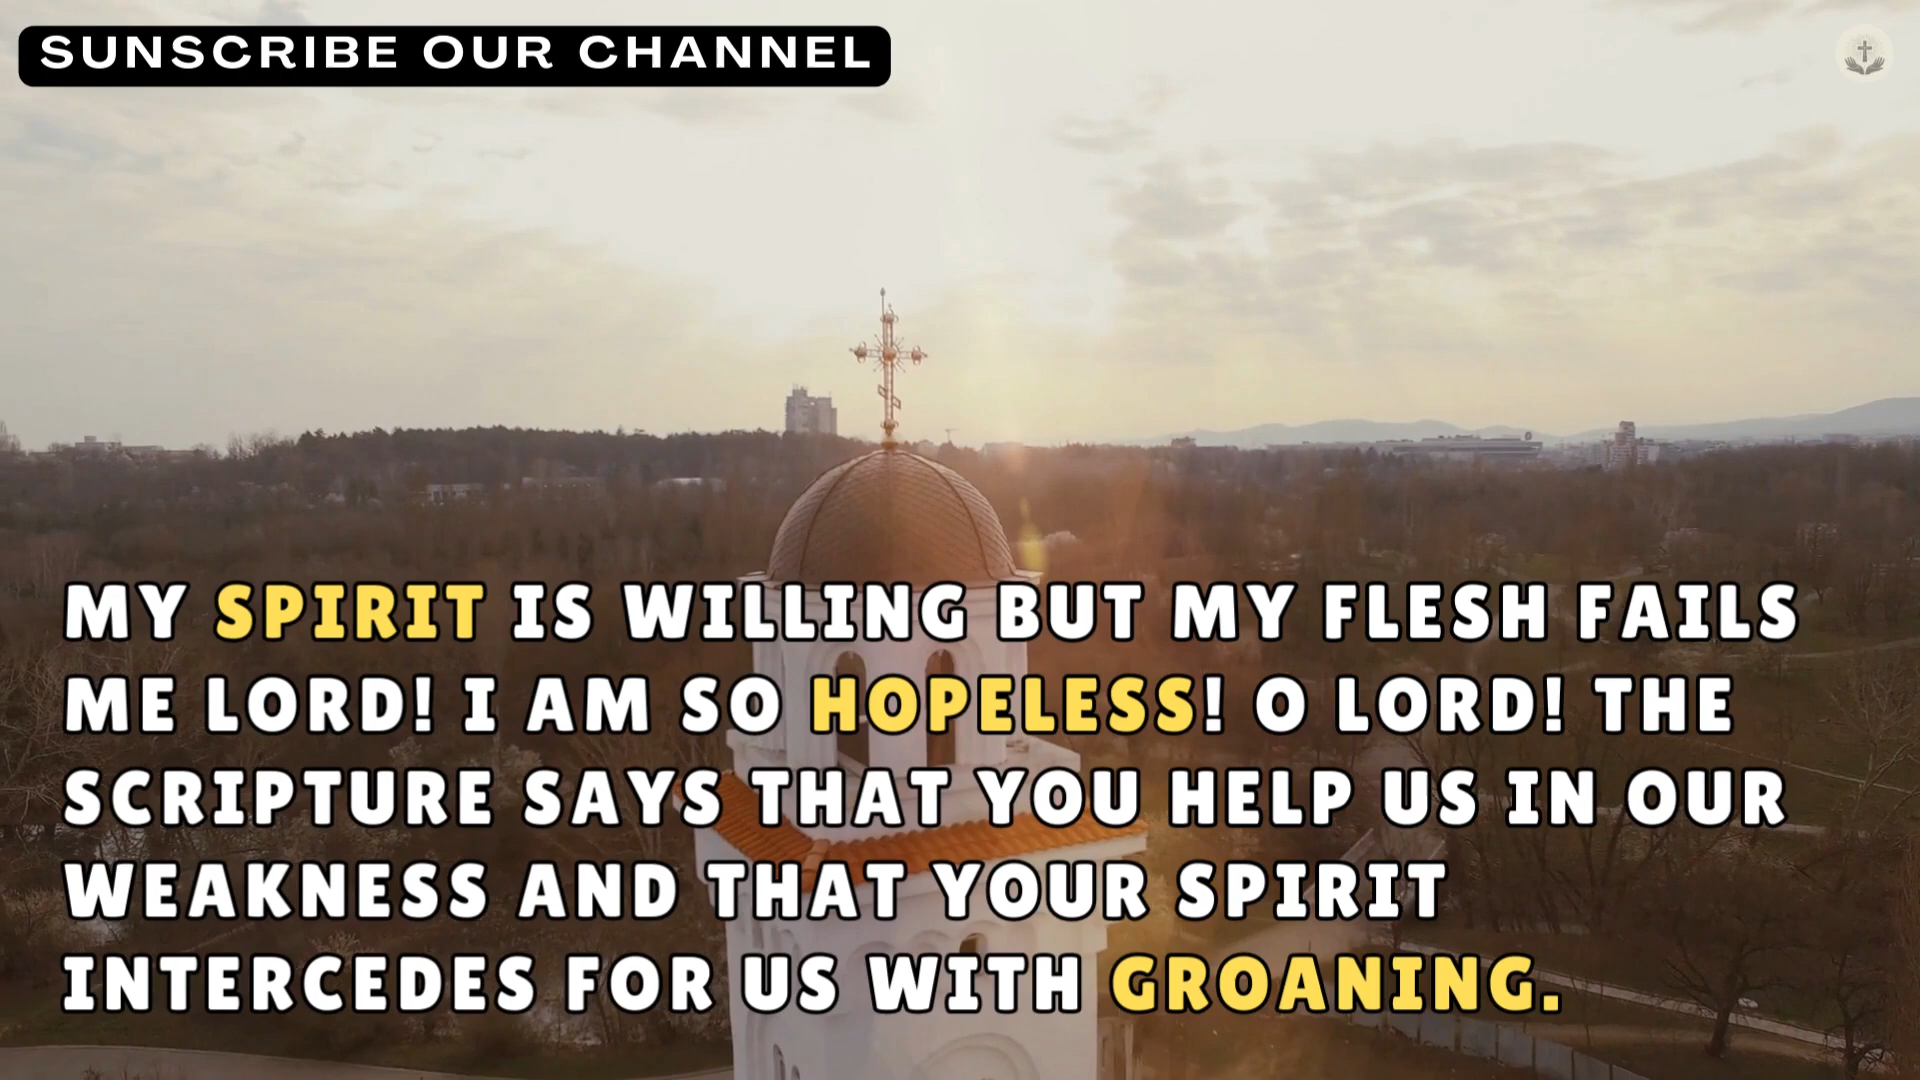 SUNSCRIBE OUR CHANNEL
MY SPIRIT IS WILLING BUT MY FLESH FAILS
ME LORD! I AM SO HOPELESS! O LORD! THE
SCRIPTURE SAYS THAT YOU HELP US IN OUR
WEAKNESS AND THAT YOUR SPIRIT
INTERCEDES FOR US WITH GROANING.